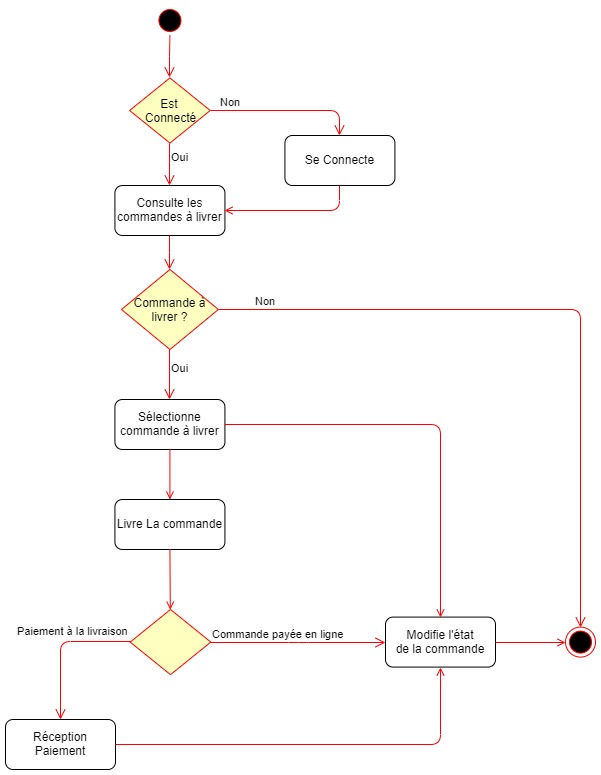 Est
Connecté
Non
Oui
Se Connecte
Consulte les
commandes à livrer
Commande à
livrer ?
Non
Oui
Sélectionne
commande à livrer
Livre La commande
Paiement à la livraison
Commande payée en ligne
Modifie l'état
de la commande
Réception
Paiement